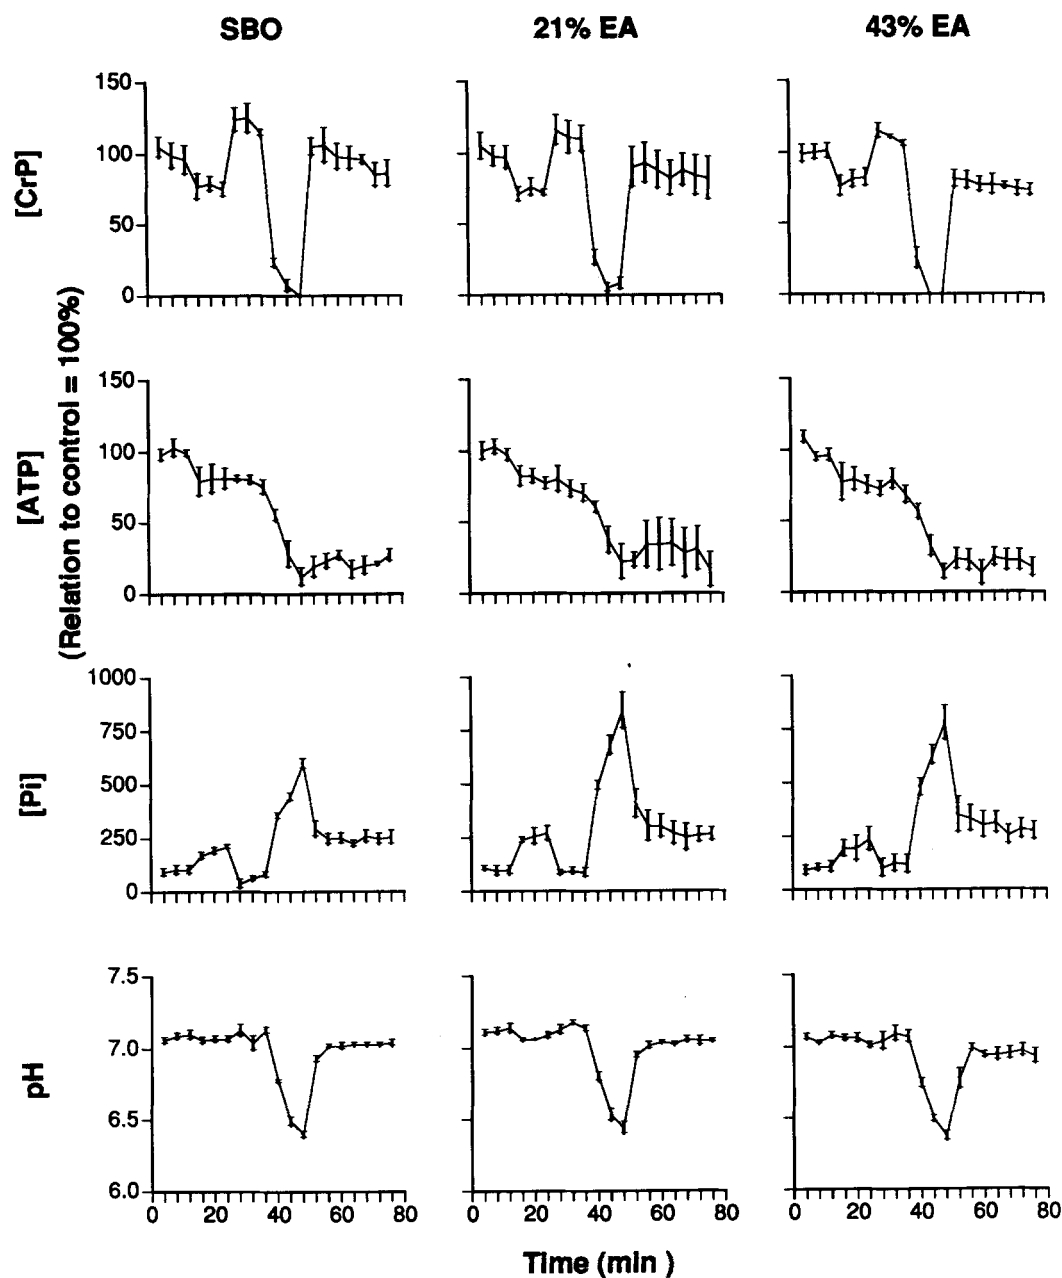 SBO 21% EA 43% EA
[CrP]
150
100
50
0
(Relation to control = 100%)
[ATP]
150
100
50
0
[Pi]
1000
750
500
250
0
pH
7.5
7.0
6.5
6.0
0 20 40 60 80 0 20 40 60 80 0 20 40 60 80
Time (min )